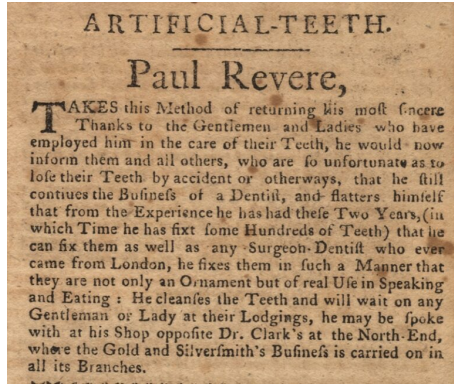 ARTIFICIAL-TEETH.
Paul Revere,
TAKES this Method of returning his moſt ſincere
Thanks to the Gentlemen and Ladies who have
employed him in the care of their Teeth, he would now
inform them and all others, who are ſo unfortunate as to
loſe their Teeth by accident or otherways, that he ſtill
contiues the Buſineſs of a Dentiſt, and flatters himſelf
that from the Experience he has had theſe Two Years, (in
which Time he has fixt ſome Hundreds of Teeth) that he
can fix them as well as any Surgeon-Dentiſt who ever
came from London, he fixes them in ſuch a Manner that
they are not only an Ornament but of real Uſe in Speaking
and Eating : He cleanſes the Teeth and will wait on any
Gentleman or Lady at their Lodgings, he may be ſpoke
with at his Shop oppoſite Dr. Clark's at the North-End,
where the Gold and Silverſmith's Buſineſs is carried on in
all its Branches.